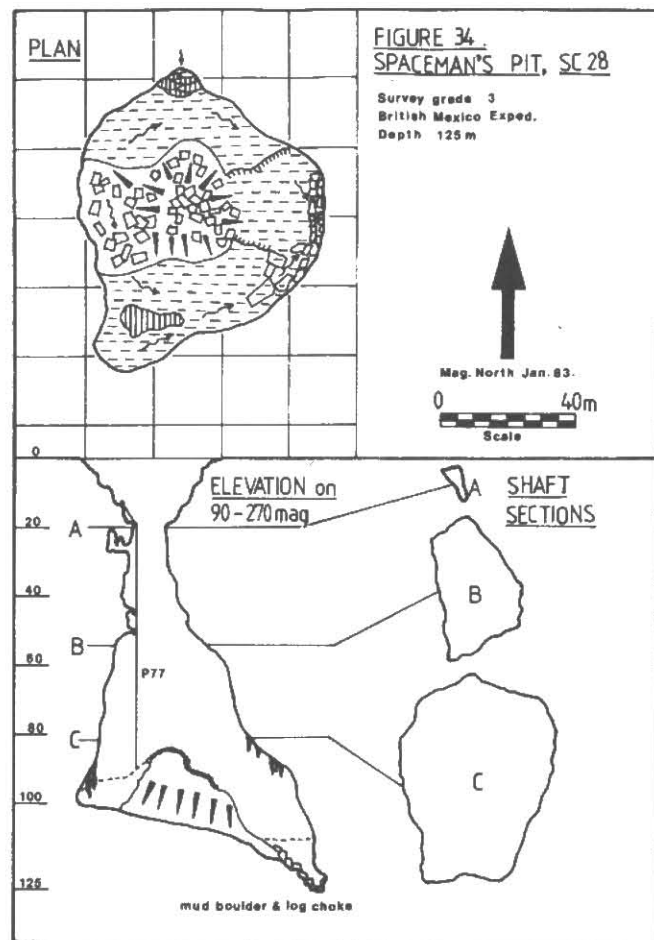 PLAN
FIGURE 34.
SPACEMAN'S PIT, SC 28
Survey grade 3
British Mexico Exped.
Depth 125 m
Mag. North Jan. 83.
0 40m
Scale
0
20
40
60
80
100
125
ELEVATION on
90-270 mag
A SHAFT
SECTIONS
A
B
B
P77
C
C
mud boulder & log choke